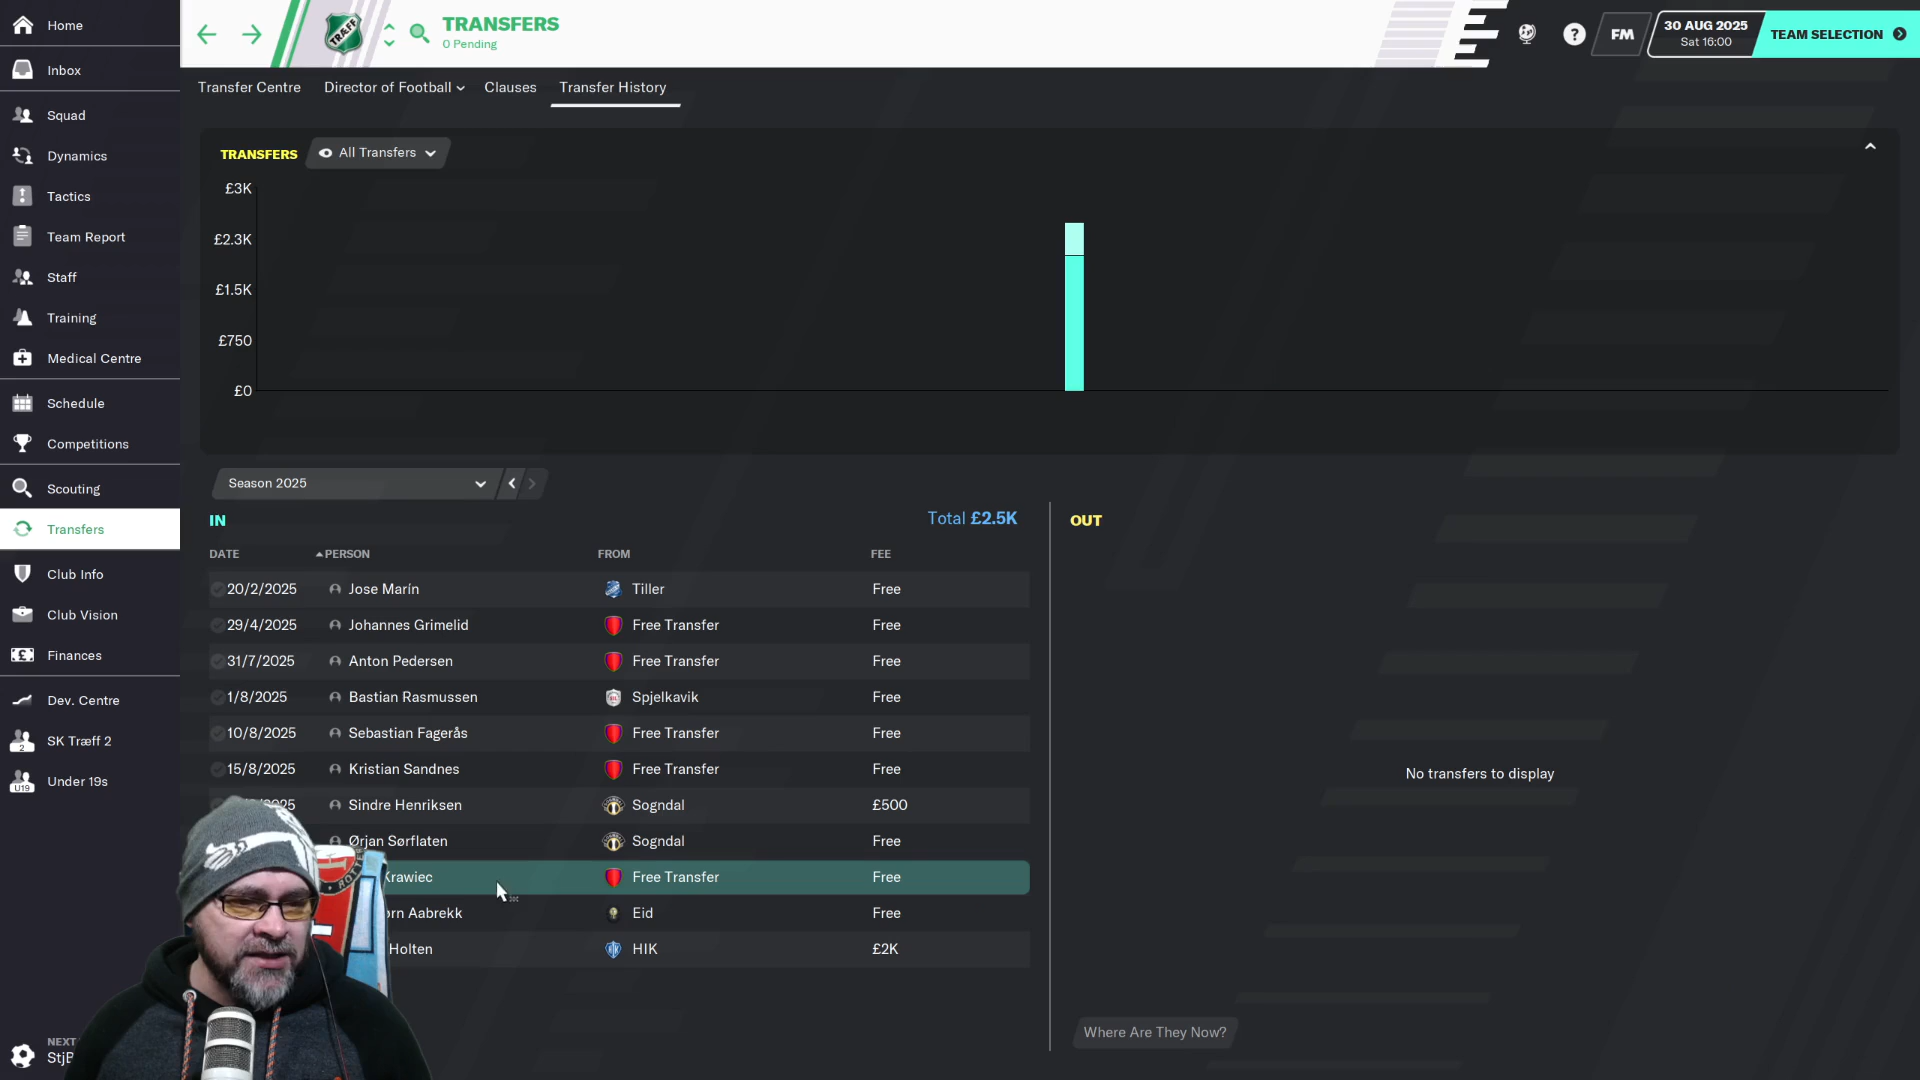 Home
Inbox
Squad
Dynamics
Tactics
Team Report
Staff
Training
Medical Centre
Schedule
Competitions
Scouting
Transfers
Club Info
Club Vision
Finances
Dev. Centre
2 SK Træff 2
U19 Under 19s
NEXT
StjB
TRÆFF
TRANSFERS
0 Pending
? FM 30 AUG 2025
Sat 16:00
TEAM SELECTION
Transfer Centre Director of Football Clauses Transfer History
TRANSFERS All Transfers
£3K
£2.3K
£1.5K
£750
£0
Season 2025
IN Total £2.5K
DATE PERSON FROM FEE
20/2/2025 Jose Marín Tiller Free
29/4/2025 Johannes Grimelid Free Transfer Free
31/7/2025 Anton Pedersen Free Transfer Free
1/8/2025 Bastian Rasmussen Spjelkavik Free
10/8/2025 Sebastian Fagerås Free Transfer Free
15/8/2025 Kristian Sandnes Free Transfer Free
Sindre Henriksen Sogndal £500
Ørjan Sørflaten Sogndal Free
Krawiec Free Transfer Free
ørn Aabrekk Eid Free
Holten HIK £2K
OUT
No transfers to display
Where Are They Now?